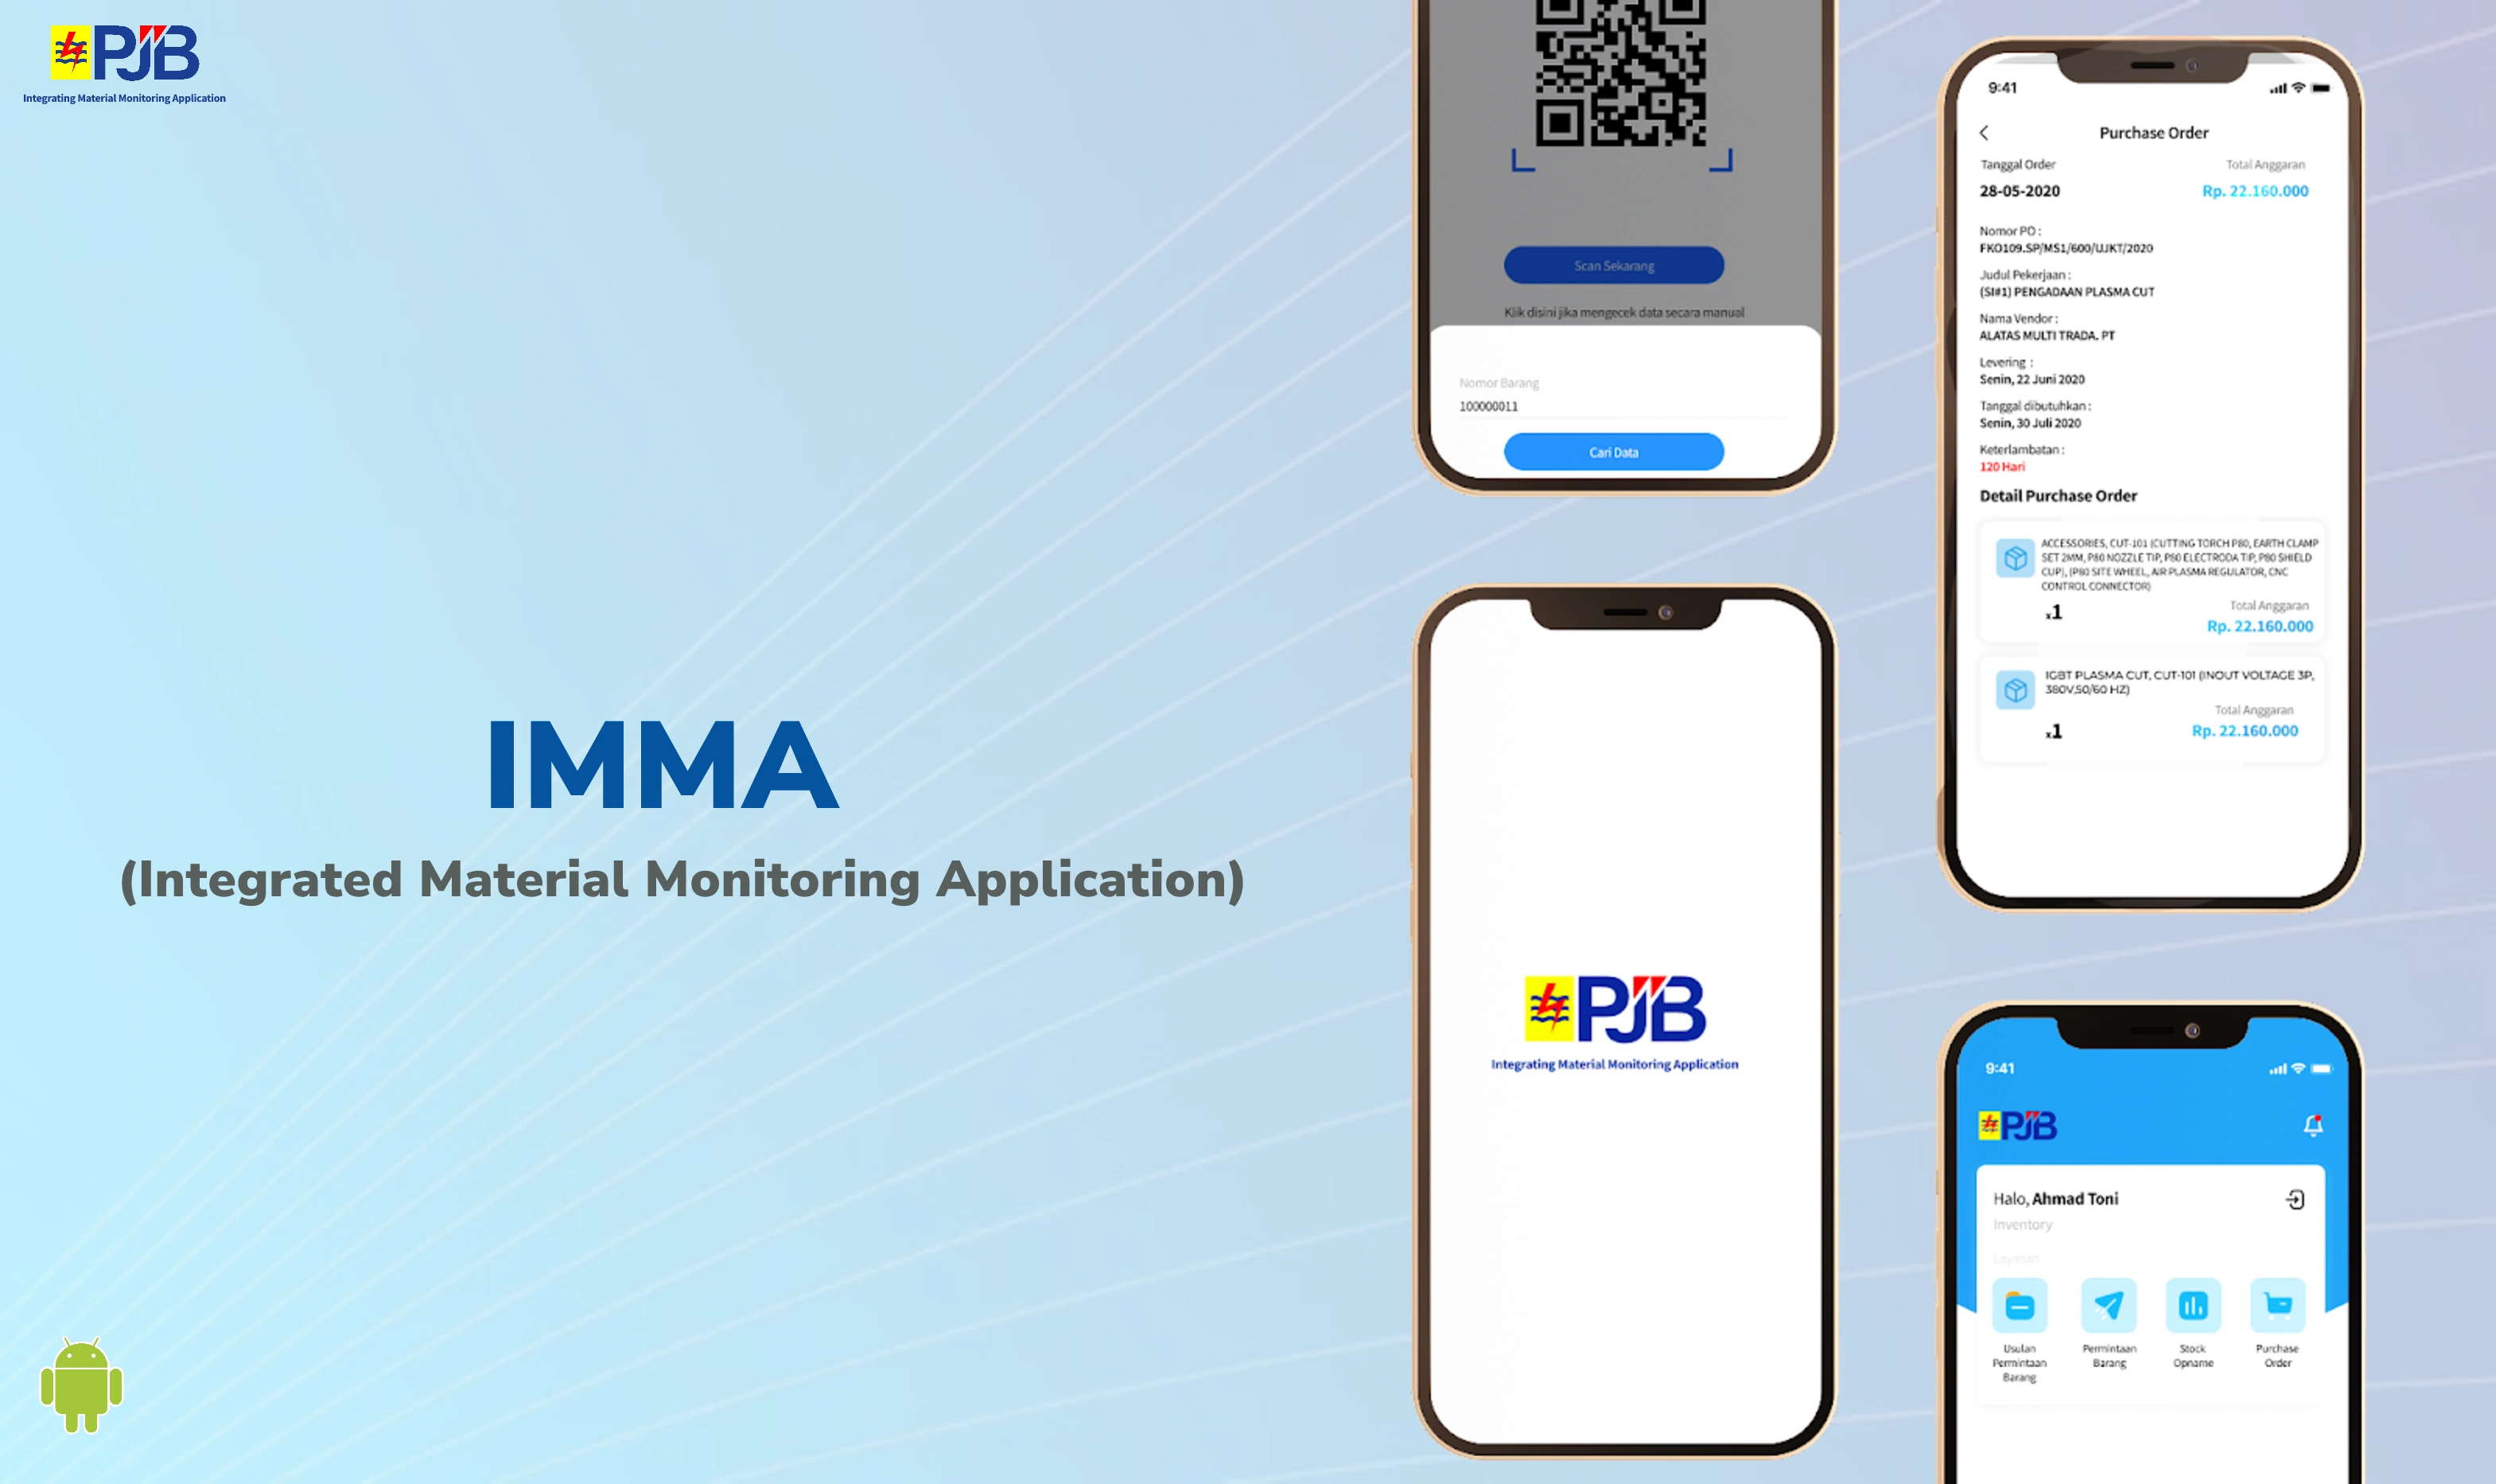 PJB
Integrating Material Monitoring Application
IMMA
(Integrated Material Monitoring Application)
Scan Sekarang
Klik disini jika mengecek data secara manual
Nomor Barang
100000011
Cari Data
PJB
Integrating Material Monitoring Application
9:41
Purchase Order
Tanggal Order
Total Anggaran
28-05-2020
Rp. 22.160.000
Nomor PO :
FKO109.SP/MS1/600/UJKT/2020
Judul Pekerjaan :
(SI#1) PENGADAAN PLASMA CUT
Nama Vendor :
ALATAS MULTI TRADA. PT
Levering :
Senin, 22 Juni 2020
Tanggal dibutuhkan :
Senin, 30 Juli 2020
Keterlambatan :
120 Hari
Detail Purchase Order
ACCESSORIES, CUT-101 (CUTTING TORCH P80, EARTH CLAMP
SET 2MM, P80 NOZZLE TIP, P80 ELECTRODA TIP, P80 SHIELD
CUP), (P80 SITE WHEEL, AIR PLASMA REGULATOR, CNC
CONTROL CONNECTOR)
Total Anggaran
x1
Rp. 22.160.000
IGBT PLASMA CUT, CUT-101 (INOUT VOLTAGE 3P,
380V,50/60 HZ)
Total Anggaran
x1
Rp. 22.160.000
9:41
PJB
Halo, Ahmad Toni
Inventory
Layanan
Usulan
Permintaan
Barang
Permintaan
Barang
Stock
Opname
Purchase
Order